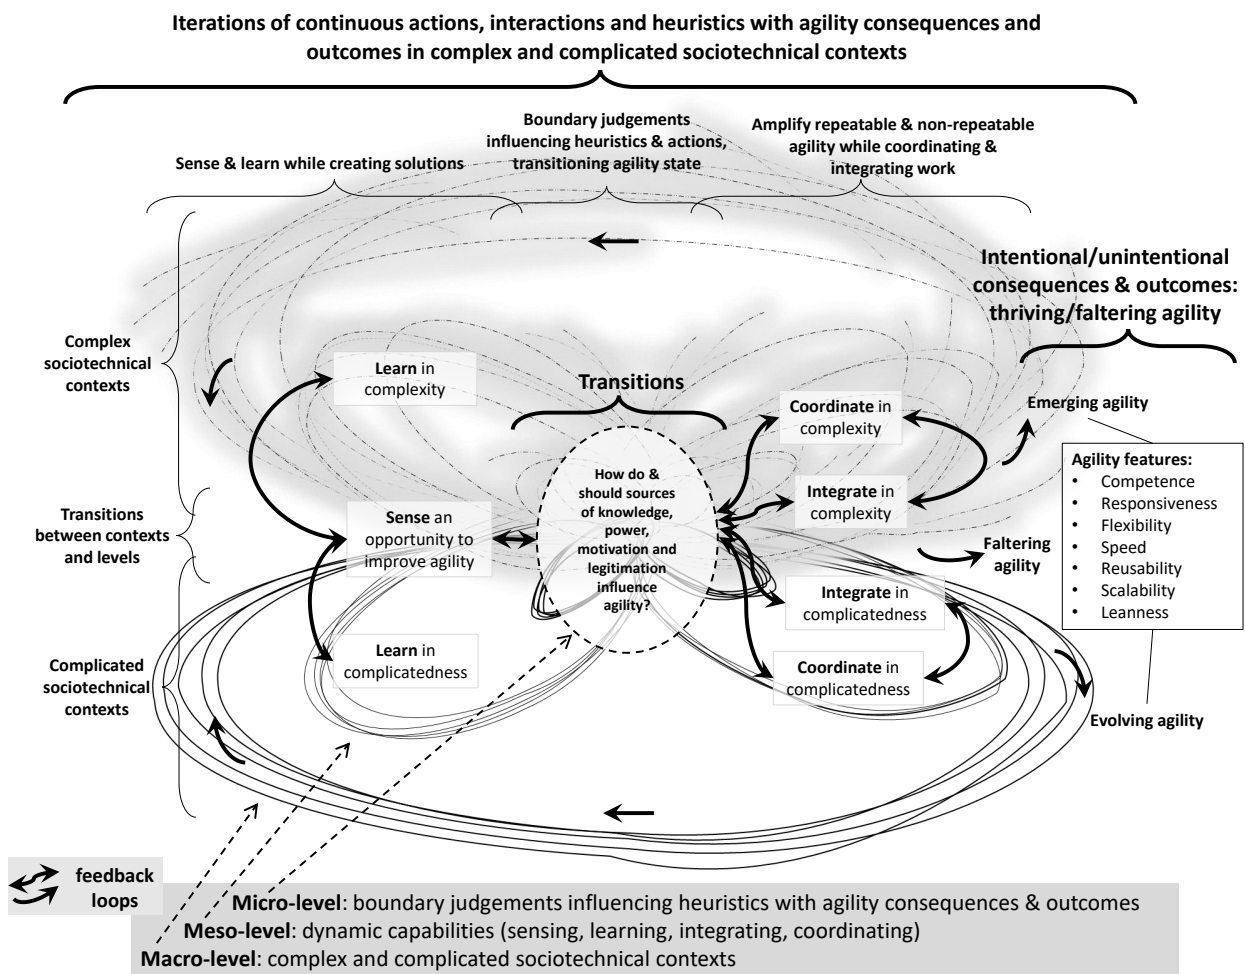 Iterations of continuous actions, interactions and heuristics with agility consequences and
outcomes in complex and complicated sociotechnical contexts
Sense & learn while creating solutions
Boundary judgements
influencing heuristics & actions,
transitioning agility state
Amplify repeatable & non-repeatable
agility while coordinating &
integrating work
Intentional/unintentional
consequences & outcomes:
thriving/faltering agility
Complex
sociotechnical
contexts
Transitions
between contexts
and levels
Complicated
sociotechnical
contexts
Learn in
complexity
Sense an
opportunity to
improve agility
Learn in
complicatedness
Transitions
How do &
should sources
of knowledge,
power,
motivation and
legitimation
influence
agility?
Coordinate in
complexity
Integrate in
complexity
Integrate in
complicatedness
Coordinate in
complicatedness
Emerging agility
Faltering
agility
Agility features:
• Competence
• Responsiveness
• Flexibility
• Speed
• Reusability
• Scalability
• Leanness
Evolving agility
feedback
loops
Micro-level: boundary judgements influencing heuristics with agility consequences & outcomes
Meso-level: dynamic capabilities (sensing, learning, integrating, coordinating)
Macro-level: complex and complicated sociotechnical contexts